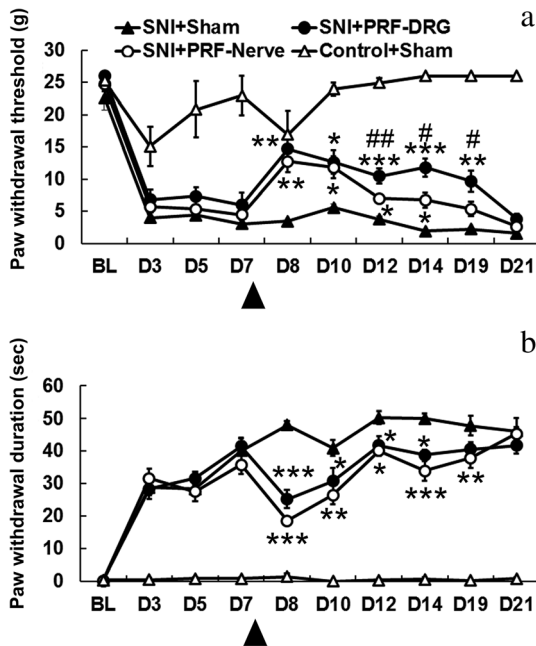 a
SNI+Sham SNI+PRF-DRG
SNI+PRF-Nerve Control+Sham
Paw withdrawal threshold (g)
30
25
20
15
10
5
0
** * ## # #
*** *** **
** * * *
BL D3 D5 D7 D8 D10 D12 D14 D19 D21
b
Paw withdrawal duration (sec)
60
50
40
30
20
10
0
*** * * *
*** ** * *** **
BL D3 D5 D7 D8 D10 D12 D14 D19 D21